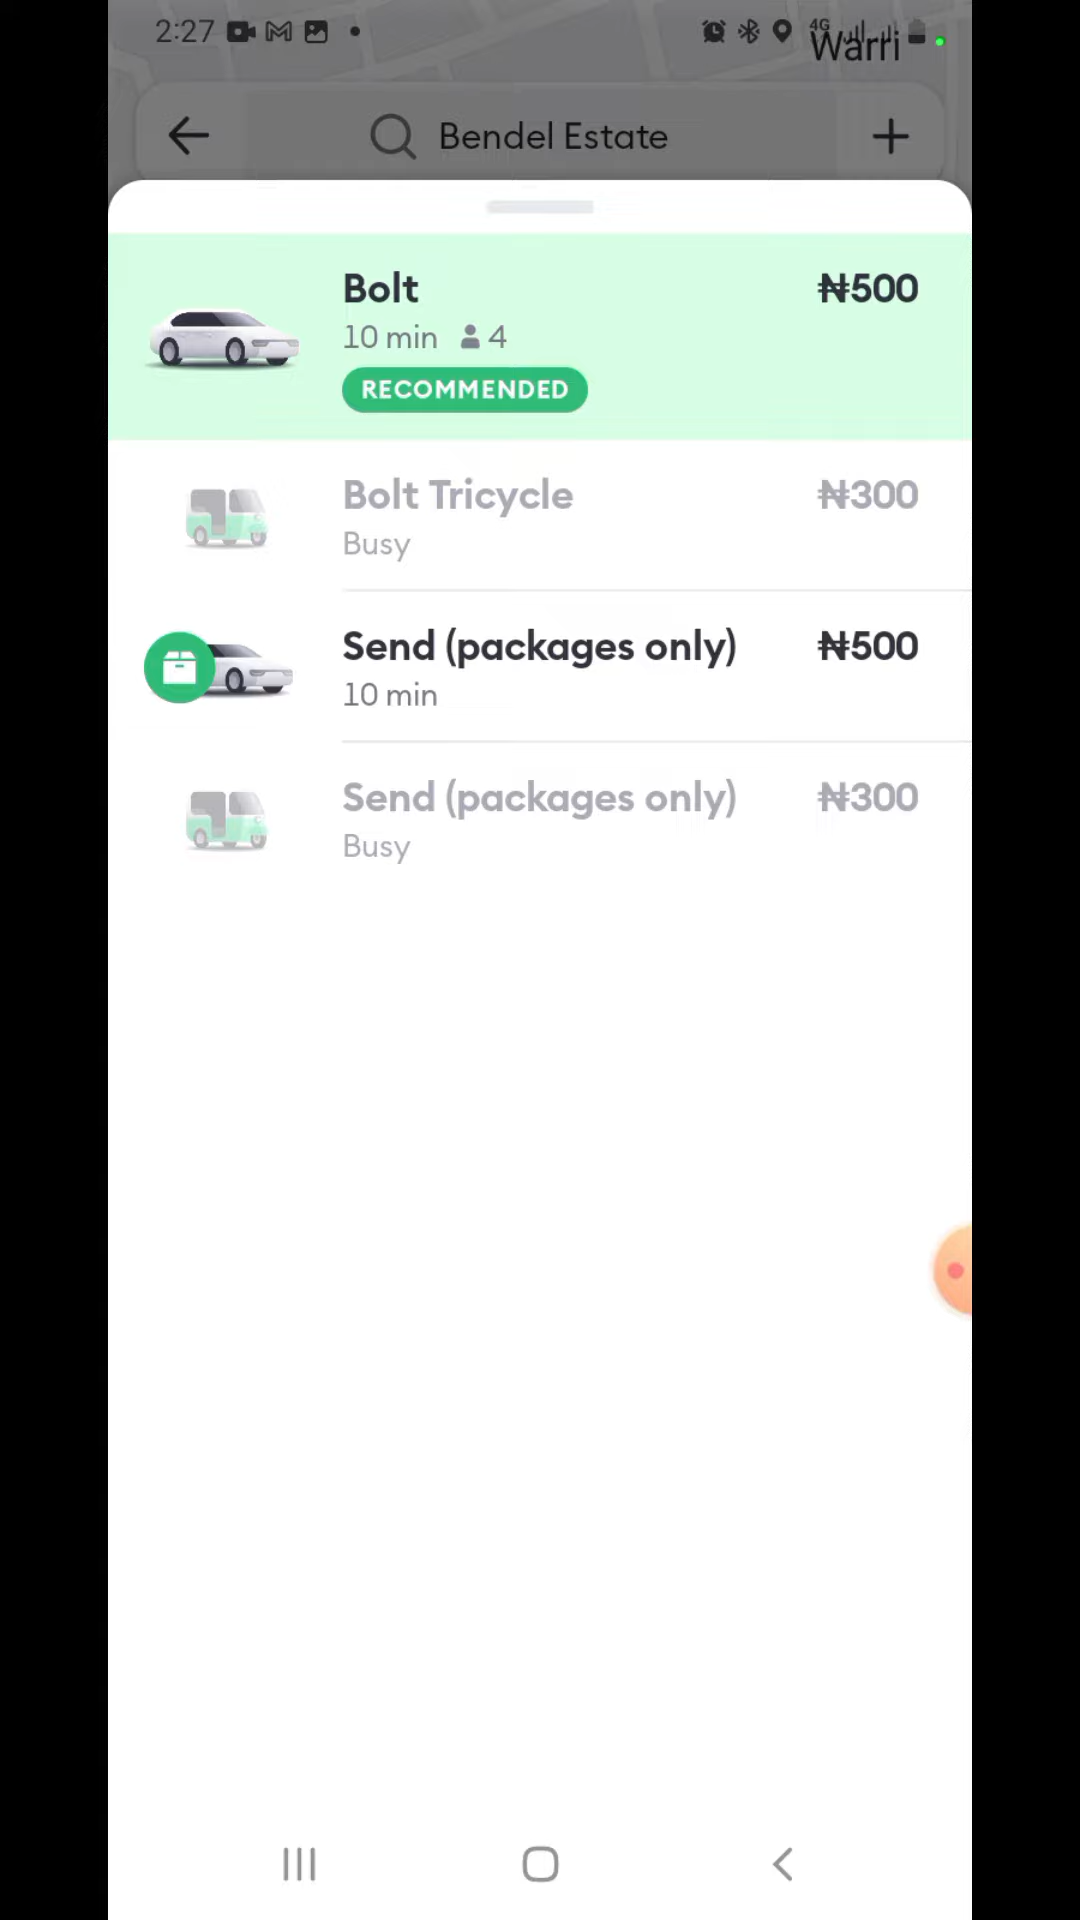 2:27
4G
Warri
Bendel Estate
Bolt
₦500
10 min 4
RECOMMENDED
Bolt Tricycle
₦300
Busy
Send (packages only)
₦500
10 min
Send (packages only)
₦300
Busy